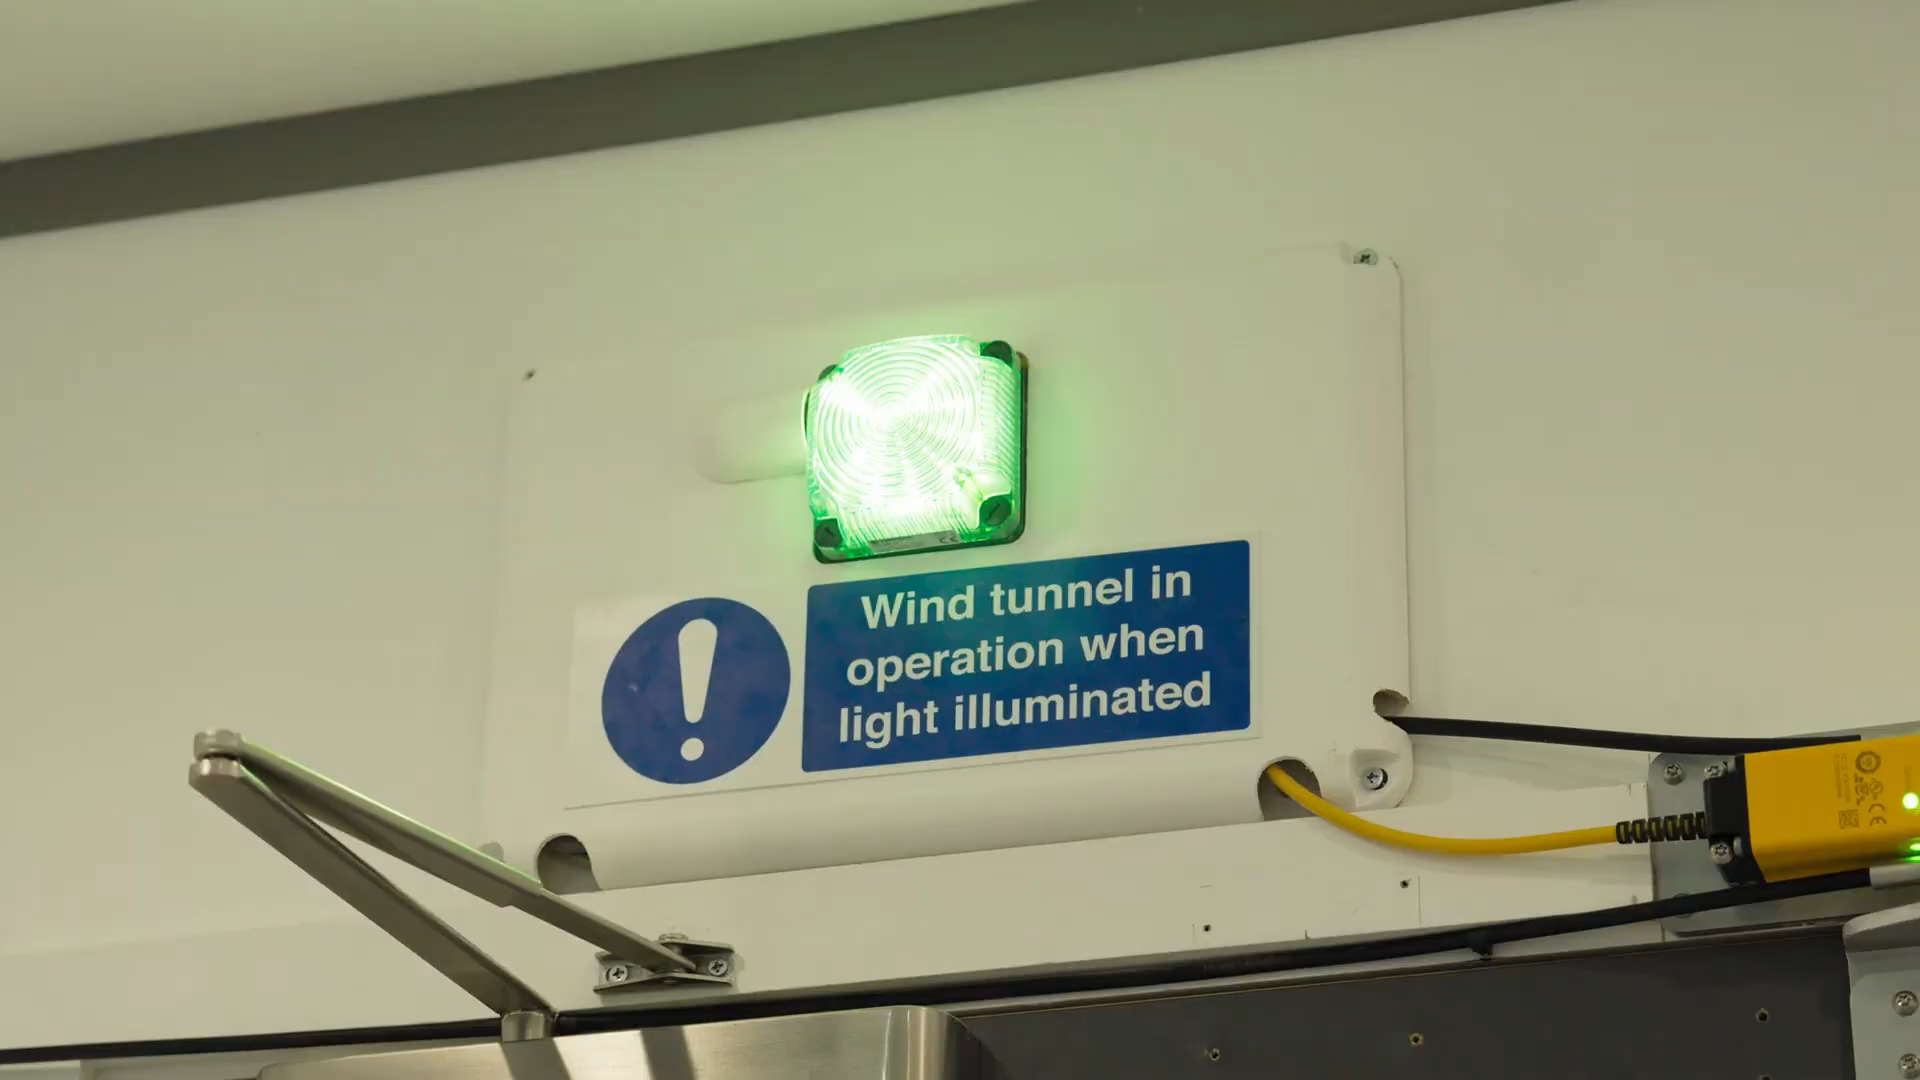 Wind tunnel in
operation when
light illuminated